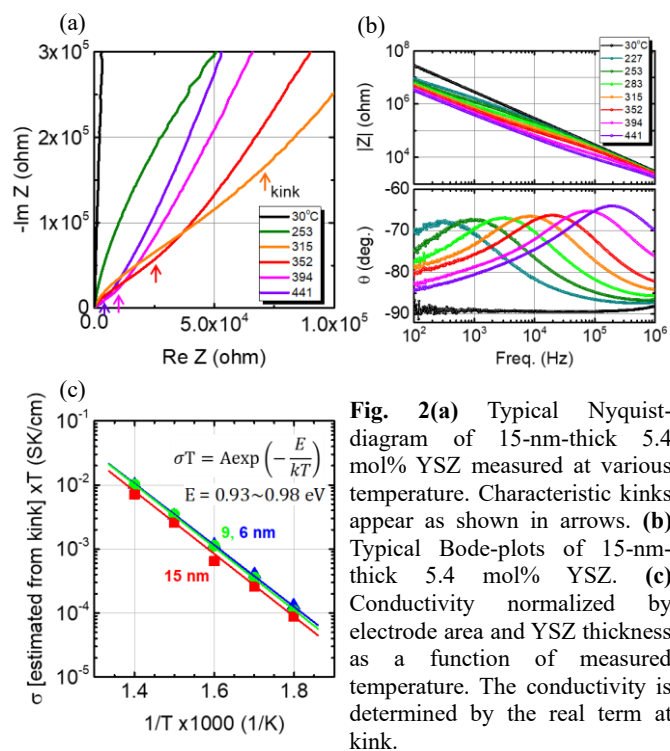 (a)
3x10^5
2x10^5
1x10^5
0
-Im Z (ohm)
kink
30℃
253
315
352
394
441
0.0
5.0x10^4
1.0x10^5
Re Z (ohm)
(b)
10^8
10^6
10^4
|Z| (ohm)
30℃
227
253
283
315
352
394
441
-60
-70
-80
-90
θ (deg.)
10^2
10^3
10^4
10^5
10^6
Freq. (Hz)
(c)
10^-1
10^-2
10^-3
10^-4
10^-5
σ [estimated from kink] xT (SK/cm)
σT = Aexp(−E/kT)
E = 0.93~0.98 eV
9, 6 nm
15 nm
1.4
1.5
1.6
1.7
1.8
1/T x1000 (1/K)
Fig. 2(a) Typical Nyquist-
diagram of 15-nm-thick 5.4
mol% YSZ measured at various
temperature. Characteristic kinks
appear as shown in arrows. (b)
Typical Bode-plots of 15-nm-
thick 5.4 mol% YSZ. (c)
Conductivity normalized by
electrode area and YSZ thickness
as a function of measured
temperature. The conductivity is
determined by the real term at
kink.